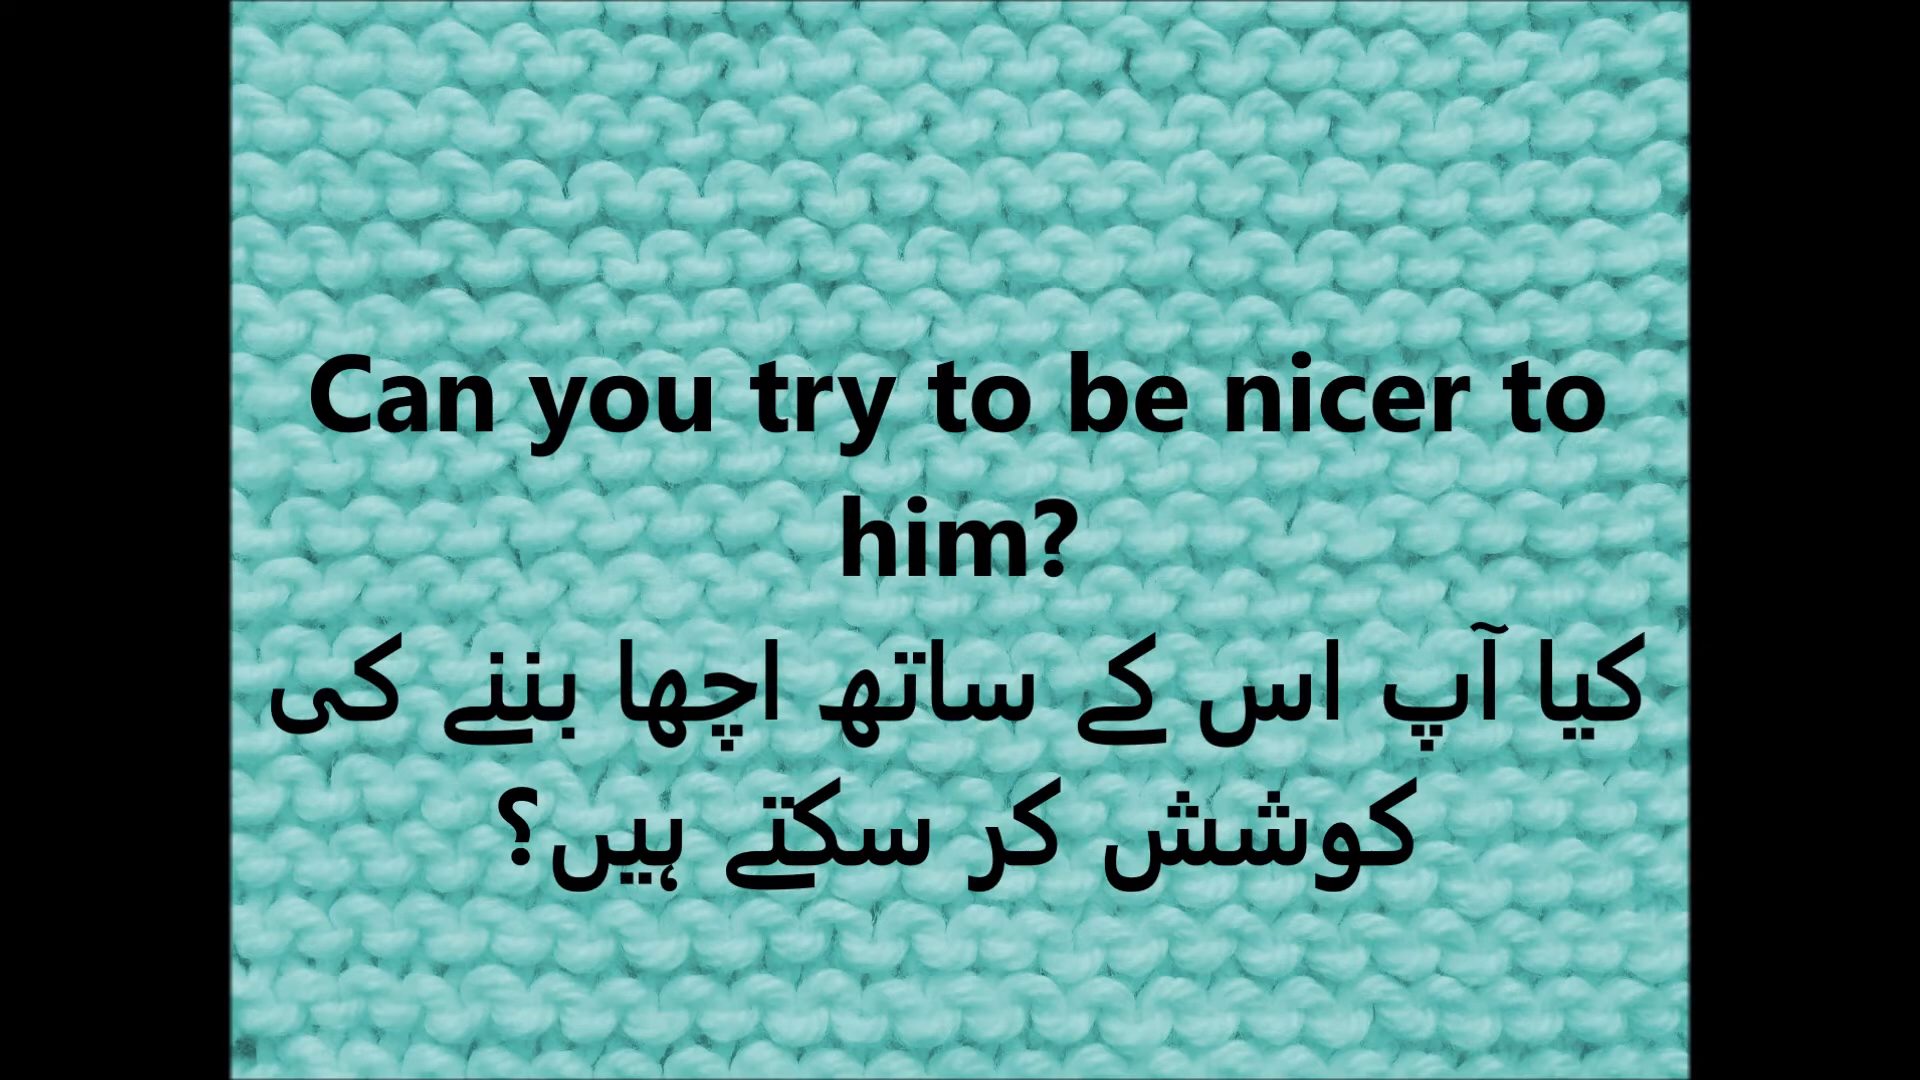 Can you try to be nicer to
him?
کیا آپ اس کے ساتھ اچھا بننے کی
کوشش کر سکتے ہیں؟